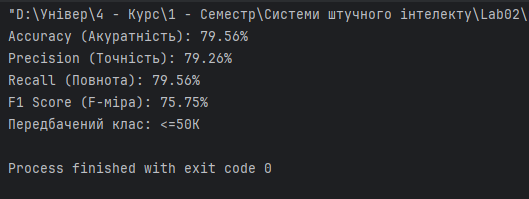 "D:\Універ\4 - Курс\1 - Семестр\Системи штучного інтелекту\Lab02\
Accuracy (Акуратність): 79.56%
Precision (Точність): 79.26%
Recall (Повнота): 79.56%
F1 Score (F-міра): 75.75%
Передбачений клас: <=50K
Process finished with exit code 0